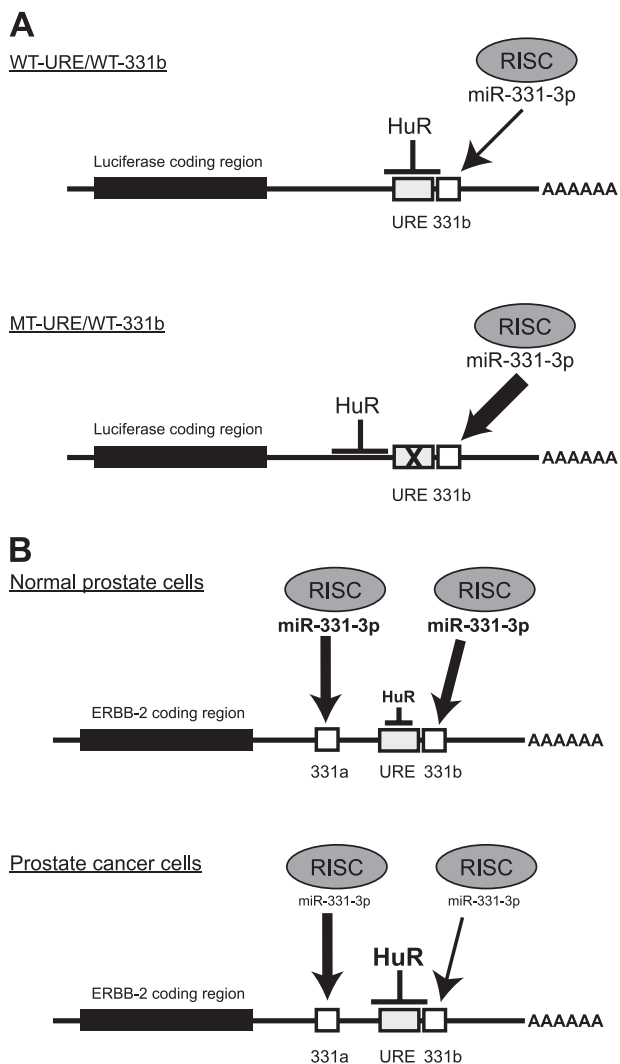 A
WT-URE/WT-331b
RISC
miR-331-3p
HuR
Luciferase coding region
AAAAAA
URE 331b
MT-URE/WT-331b
RISC
miR-331-3p
HuR
Luciferase coding region
X
AAAAAA
URE 331b
B
Normal prostate cells
RISC RISC
miR-331-3p miR-331-3p
HuR
ERBB-2 coding region
AAAAAA
331a URE 331b
Prostate cancer cells
RISC RISC
miR-331-3p miR-331-3p
HuR
ERBB-2 coding region
AAAAAA
331a URE 331b